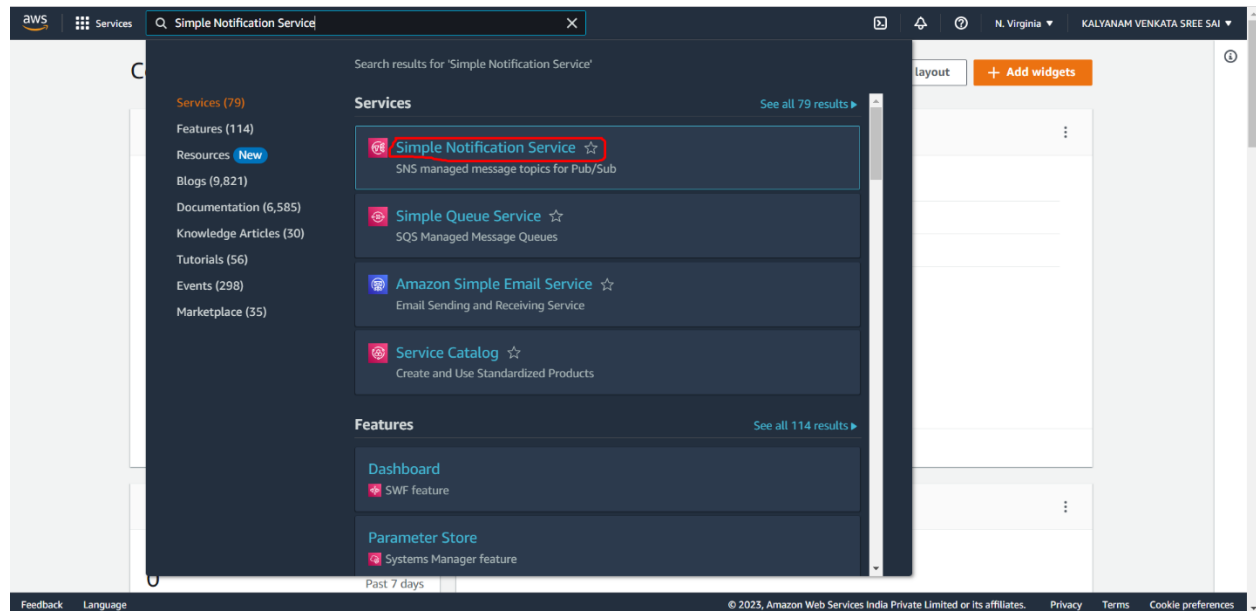 aws
Services
Simple Notification Service
N. Virginia
KALYANAM VENKATA SREE SAI
Search results for 'Simple Notification Service'
layout
+ Add widgets
Services (79)
Features (114)
Resources New
Blogs (9,821)
Documentation (6,585)
Knowledge Articles (30)
Tutorials (56)
Events (298)
Marketplace (35)
Services
See all 79 results
Simple Notification Service
SNS managed message topics for Pub/Sub
Simple Queue Service
SQS Managed Message Queues
Amazon Simple Email Service
Email Sending and Receiving Service
Service Catalog
Create and Use Standardized Products
Features
See all 114 results
Dashboard
SWF feature
Parameter Store
Systems Manager feature
Past 7 days
Feedback
Language
© 2023, Amazon Web Services India Private Limited or its affiliates.
Privacy
Terms
Cookie preferences